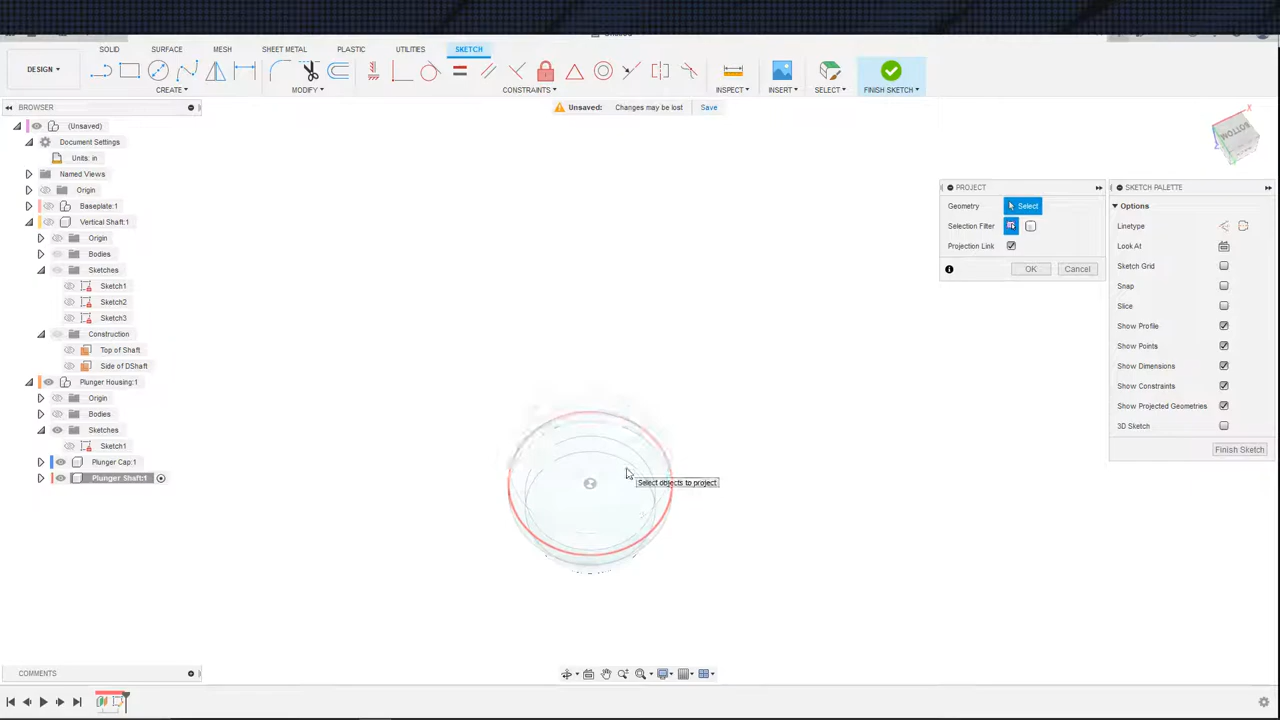 SOLID SURFACE MESH SHEET METAL PLASTIC UTILITIES SKETCH
DESIGN
CREATE MODIFY CONSTRAINTS INSPECT INSERT SELECT FINISH SKETCH
BROWSER
Unsaved: Changes may be lost Save
(Unsaved)
Document Settings
Units: in
Named Views
Origin
Baseplate:1
Vertical Shaft:1
Origin
Bodies
Sketches
Sketch1
Sketch2
Sketch3
Construction
Top of Shaft
Side of DShaft
Plunger Housing:1
Origin
Bodies
Sketches
Sketch1
Plunger Cap:1
Plunger Shaft:1
BOTTOM
X
PROJECT
Geometry Select
Selection Filter
Projection Link
OK Cancel
SKETCH PALETTE
Options
Linetype
Look At
Sketch Grid
Snap
Slice
Show Profile
Show Points
Show Dimensions
Show Constraints
Show Projected Geometries
3D Sketch
Finish Sketch
Select objects to project
COMMENTS